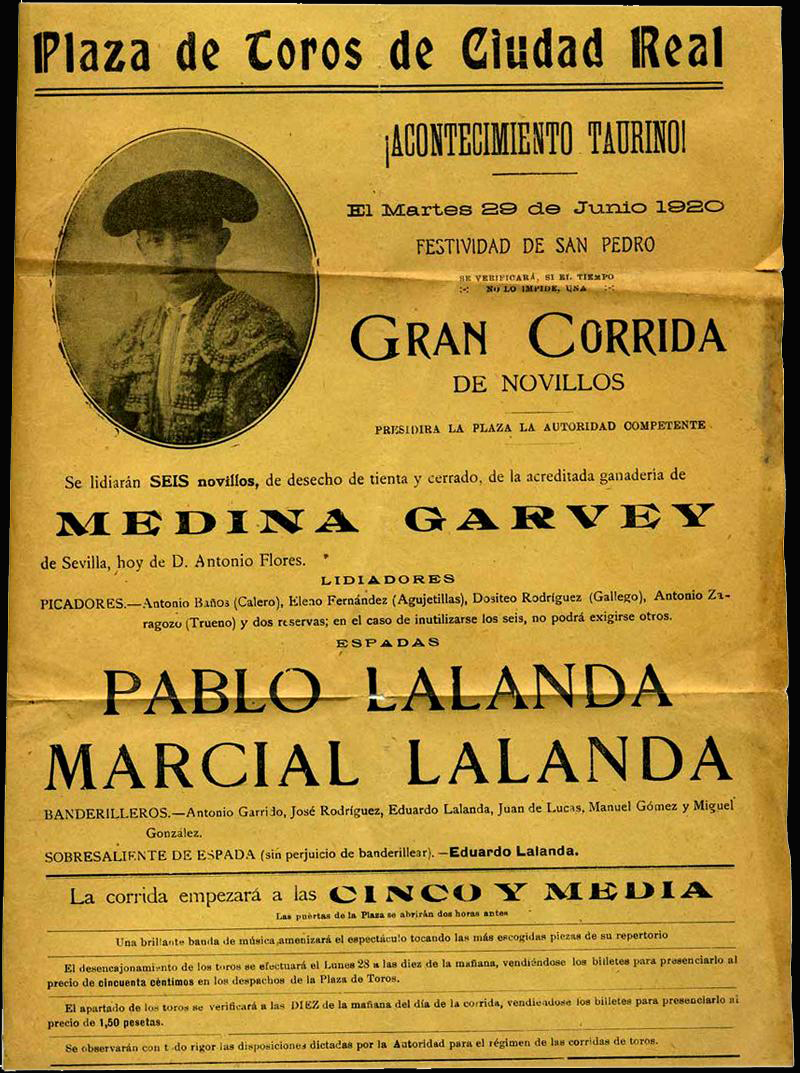 Plaza de Toros de Ciudad Real
¡ACONTECIMIENTO TAURINO!
El Martes 29 de Junio 1920
FESTIVIDAD DE SAN PEDRO
SE VERIFICARÁ, SI EL TIEMPO
NO LO IMPIDE, UNA
GRAN CORRIDA
DE NOVILLOS
PRESIDIRA LA PLAZA LA AUTORIDAD COMPETENTE
Se lidiarán SEIS novillos, de desecho de tienta y cerrado, de la acreditada ganadería de
MEDINA GARVEY
de Sevilla, hoy de D. Antonio Flores.
LIDIADORES
PICADORES.—Antonio Baños (Calero), Eleno Fernández (Agujetillas), Dositeo Rodríguez (Gallego), Antonio Za-
ragozo (Trueno) y dos reservas; en el caso de inutilizarse los seis, no podrá exigirse otros.
ESPADAS
PABLO LALANDA
MARCIAL LALANDA
BANDERILLEROS.—Antonio Garrido, José Rodríguez, Eduardo Lalanda, Juan de Lucas, Manuel Gómez y Miguel
González.
SOBRESALIENTE DE ESPADA (sin perjuicio de banderillear).—Eduardo Lalanda.
La corrida empezará a las CINCO Y MEDIA
Las puertas de la Plaza se abrirán dos horas antes
Una brillante banda de música amenizará el espectáculo tocando las más escogidas piezas de su repertorio
El desencajonamiento de los toros se efectuará el Lunes 28 a las diez de la mañana, vendiéndose los billetes para presenciarlo al
precio de cincuenta céntimos en los despachos de la Plaza de Toros.
El apartado de los toros se verificará a las DIEZ de la mañana del día de la corrida, vendiéndose los billetes para presenciarlo al
precio de 1,50 pesetas.
Se observarán con todo rigor las disposiciones dictadas por la Autoridad para el régimen de las corridas de toros.